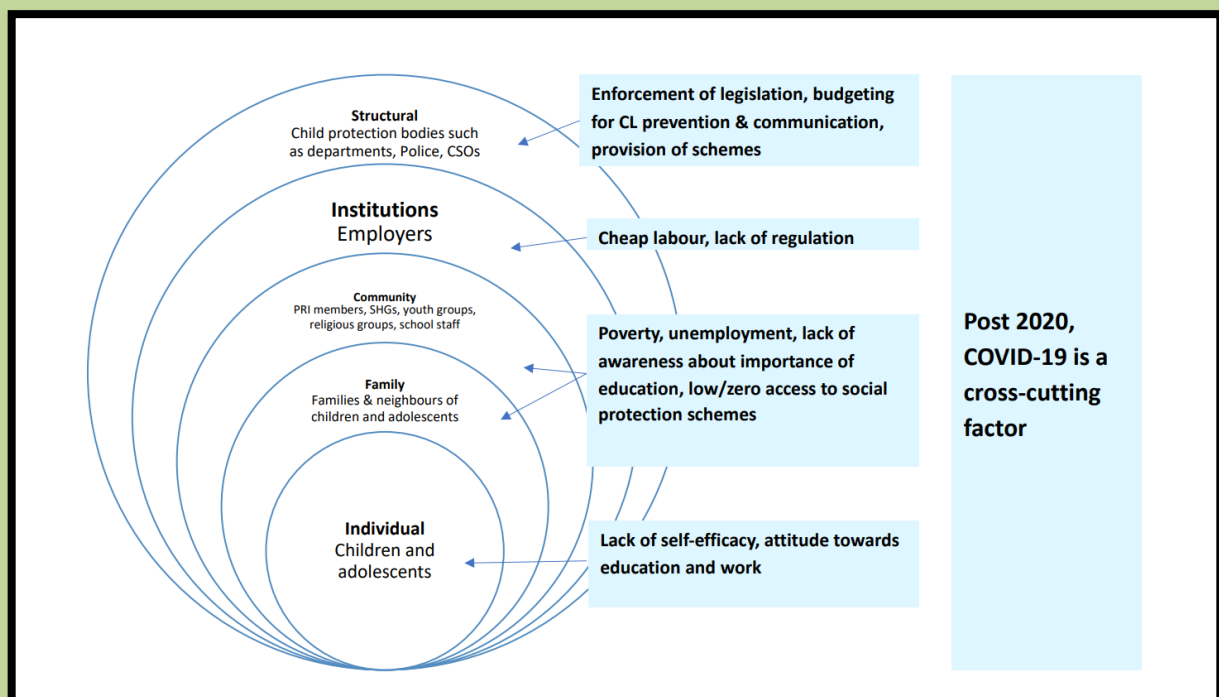 Structural
Child protection bodies such
as departments, Police, CSOs
Institutions
Employers
Community
PRI members, SHGs, youth groups,
religious groups, school staff
Family
Families & neighbours of
children and adolescents
Individual
Children and
adolescents
Enforcement of legislation, budgeting
for CL prevention & communication,
provision of schemes
Cheap labour, lack of regulation
Poverty, unemployment, lack of
awareness about importance of
education, low/zero access to social
protection schemes
Lack of self-efficacy, attitude towards
education and work
Post 2020,
COVID-19 is a
cross-cutting
factor